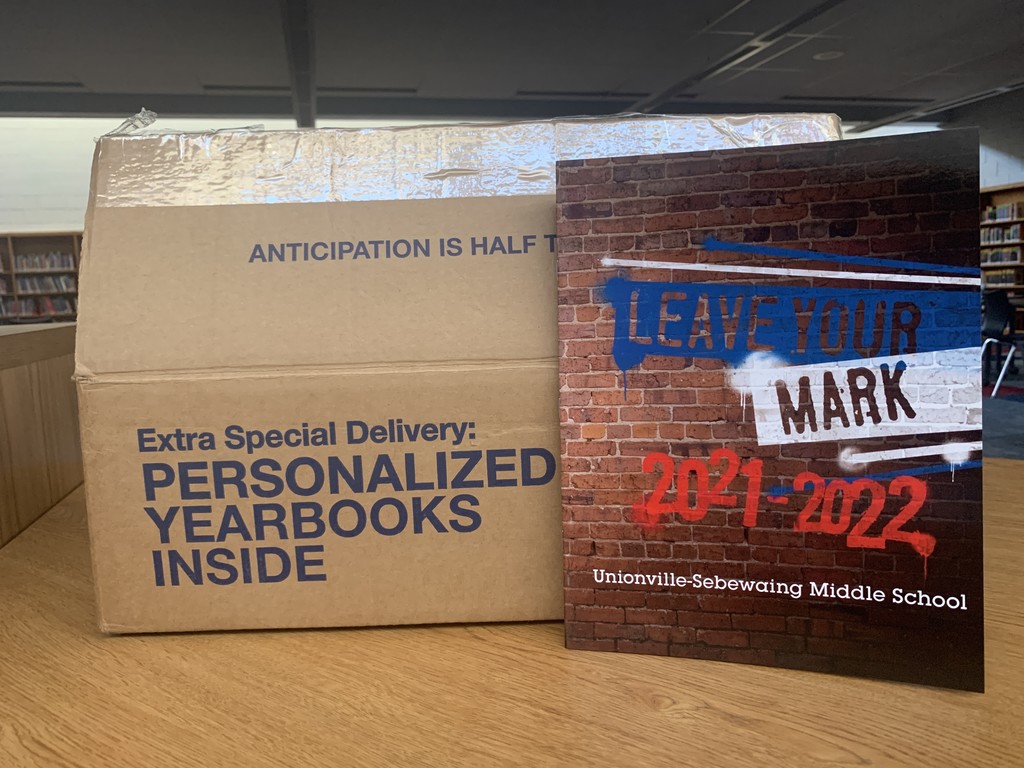 ANTICIPATION IS HALF T
Extra Special Delivery:
PERSONALIZED
YEARBOOKS
INSIDE
LEAVE YOUR
MARK
2021-2022
Unionville-Sebewaing Middle School